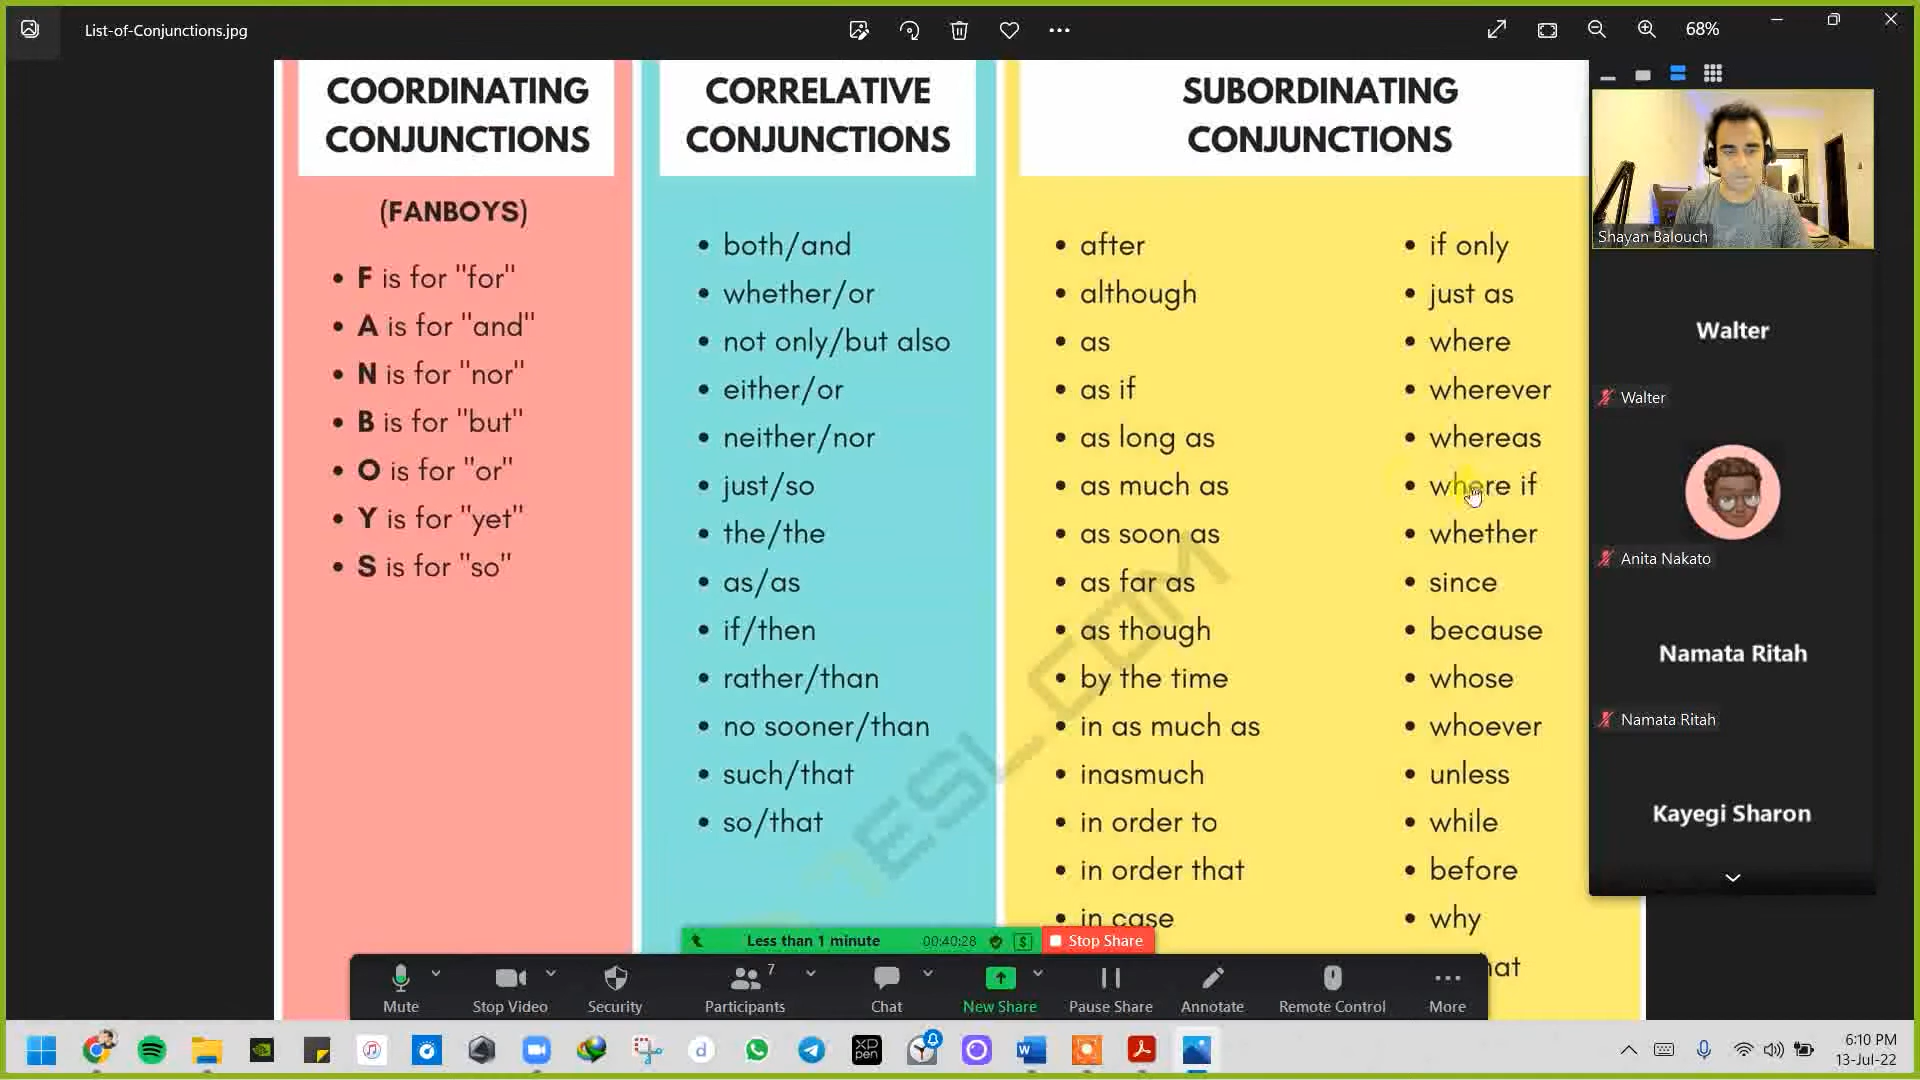 List-of-Conjunctions.jpg
68%
COORDINATING
CONJUNCTIONS
(FANBOYS)
F is for "for"
A is for "and"
N is for "nor"
B is for "but"
O is for "or"
Y is for "yet"
S is for "so"
CORRELATIVE
CONJUNCTIONS
both/and
whether/or
not only/but also
either/or
neither/nor
just/so
the/the
as/as
if/then
rather/than
no sooner/than
such/that
so/that
SUBORDINATING
CONJUNCTIONS
after
although
as
as if
as long as
as much as
as soon as
as far as
as though
by the time
in as much as
inasmuch
in order to
in order that
in case
if only
just as
where
wherever
whereas
where if
whether
since
because
whose
whoever
unless
while
before
why
hat
ESL.COM
Shayan Balouch
Walter
Walter
Anita Nakato
Namata Ritah
Namata Ritah
Kayegi Sharon
Less than 1 minute
00:40:28
Stop Share
Mute
Stop Video
Security
7
Participants
Chat
New Share
Pause Share
Annotate
Remote Control
More
XP
pen
6:10 PM
13-Jul-22